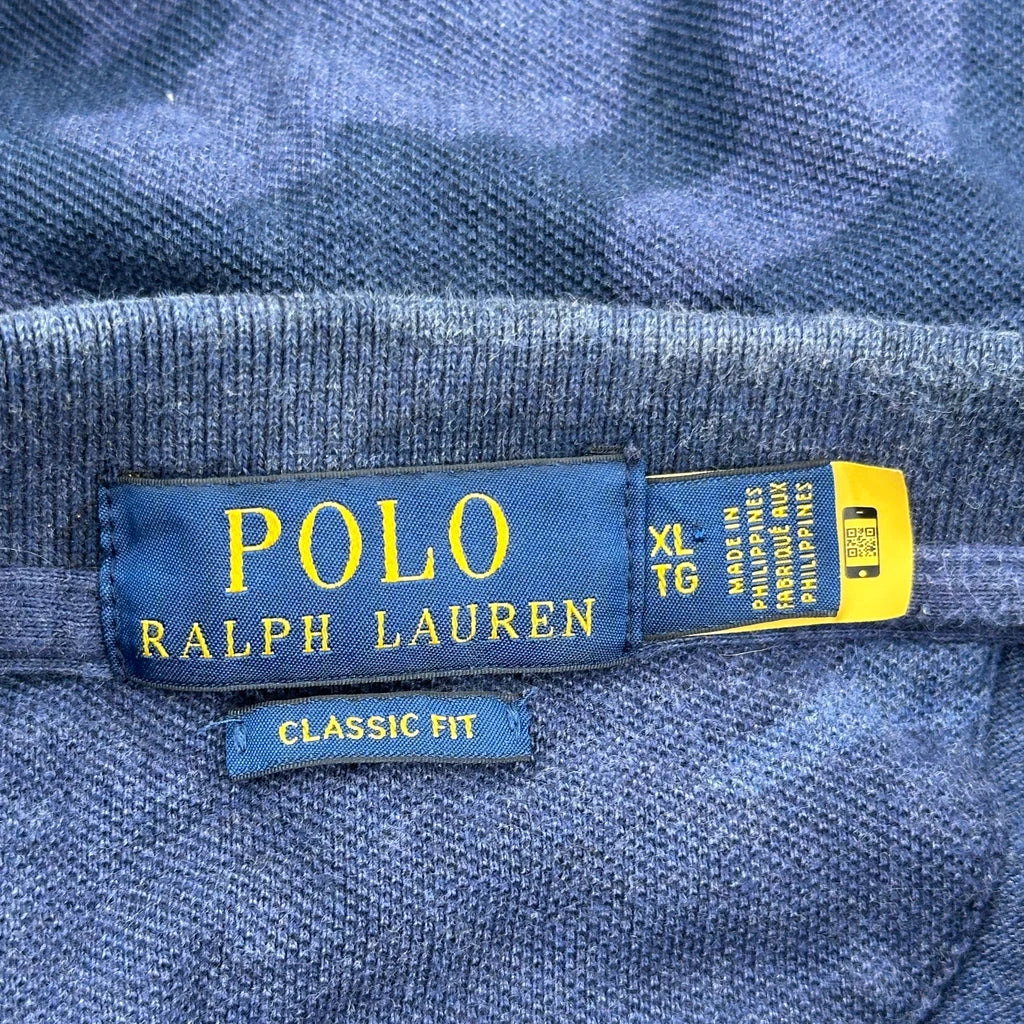 POLO
RALPH LAUREN
CLASSIC FIT
XL
TG
MADE IN
PHILIPPINES
FABRIQUÉ AUX
PHILIPPINES